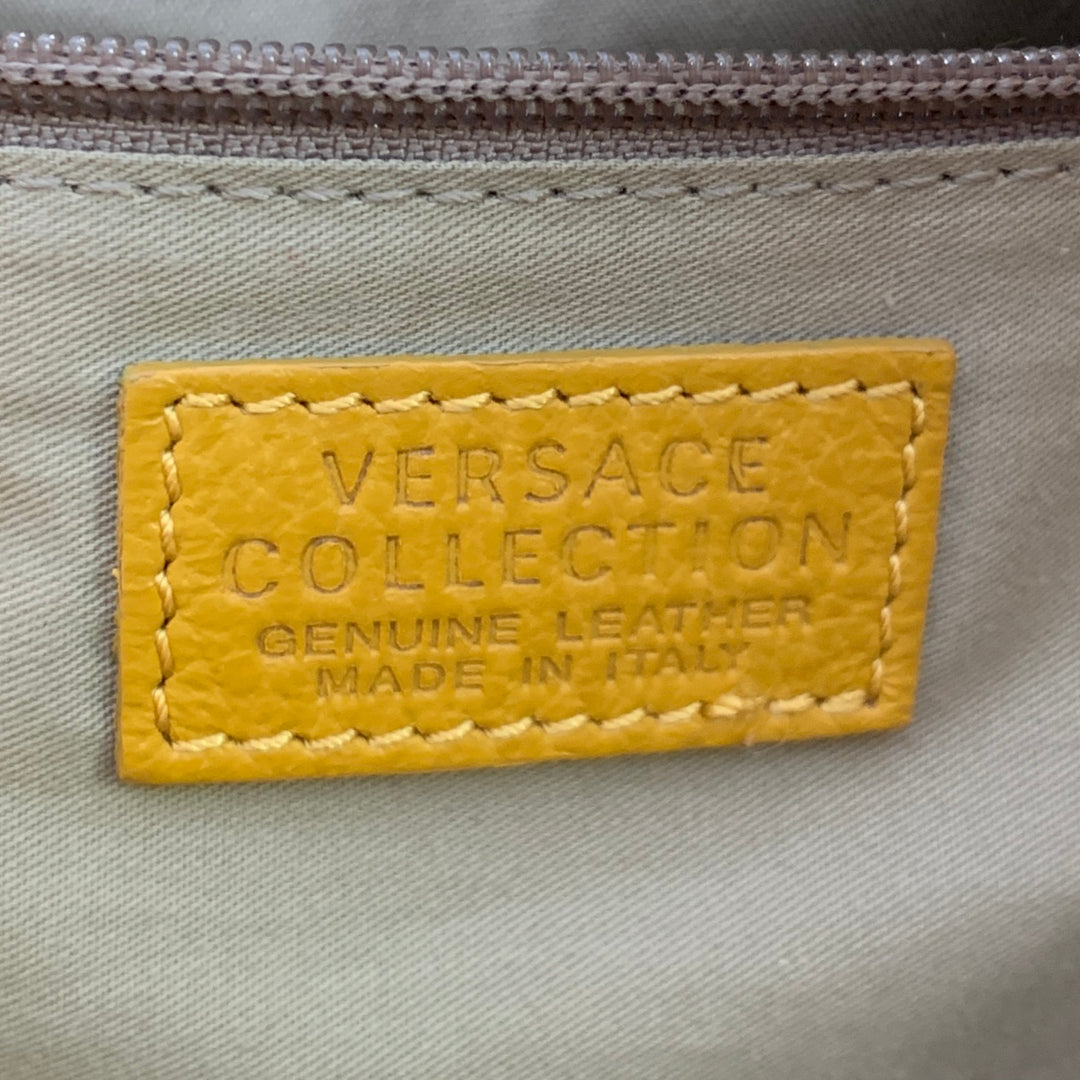 VERSACE
COLLECTION
GENUINE LEATHER
MADE IN ITALY